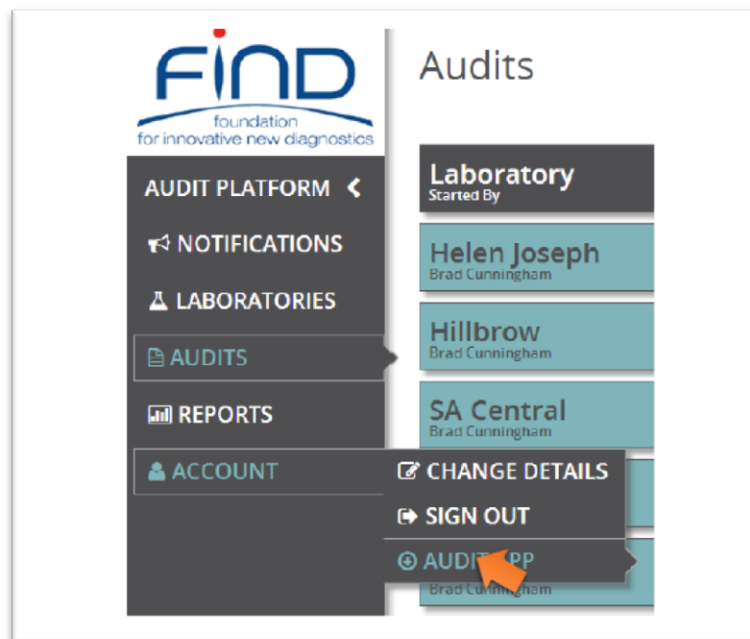 FIND
foundation
for innovative new diagnostics
AUDIT PLATFORM
NOTIFICATIONS
LABORATORIES
AUDITS
REPORTS
ACCOUNT
Audits
Laboratory
Started By
Helen Joseph
Brad Cunningham
Hillbrow
Brad Cunningham
SA Central
Brad Cunningham
CHANGE DETAILS
SIGN OUT
Brad Cunningham